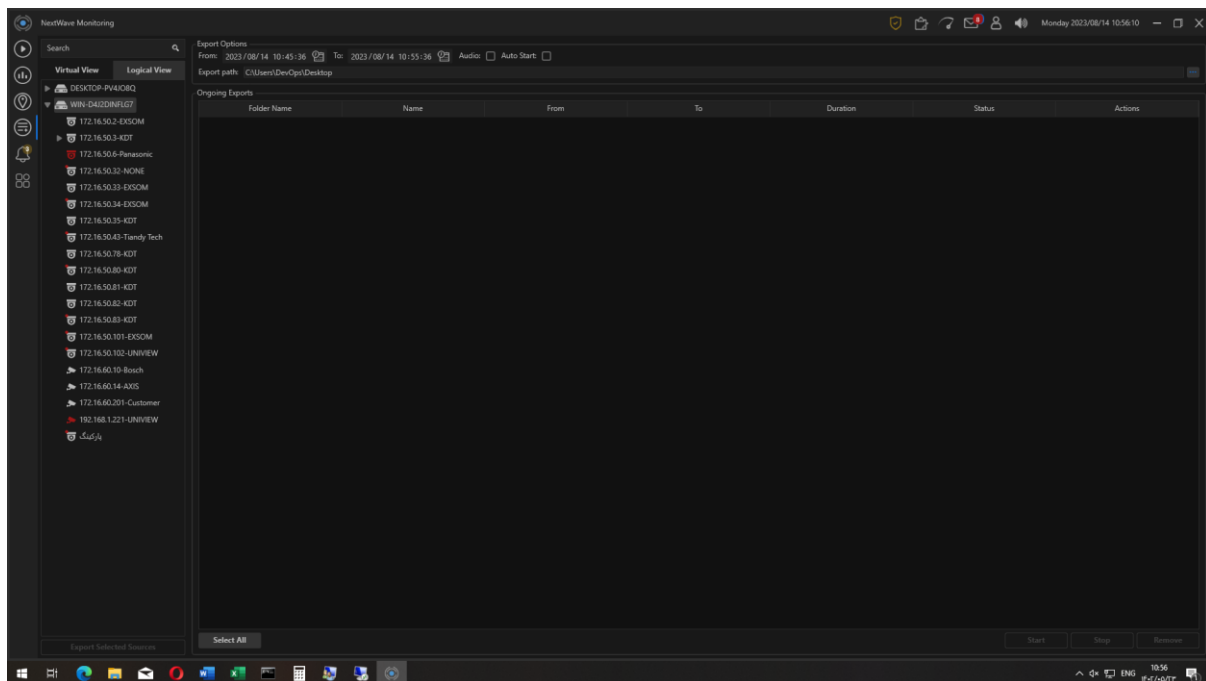 NextWave Monitoring
8
Monday 2023/08/14 10:56:10
Search
Virtual View Logical View
DESKTOP-PV4JO8Q
WIN-D4J2DINFLG7
172.16.50.2-EXSOM
172.16.50.3-KDT
172.16.50.6-Panasonic
172.16.50.32-NONE
172.16.50.33-EXSOM
172.16.50.34-EXSOM
172.16.50.35-KDT
172.16.50.43-Tiandy Tech
172.16.50.78-KDT
172.16.50.80-KDT
172.16.50.81-KDT
172.16.50.82-KDT
172.16.50.83-KDT
172.16.50.101-EXSOM
172.16.50.102-UNIVIEW
172.16.60.10-Bosch
172.16.60.14-AXIS
172.16.60.201-Customer
192.168.1.221-UNIVIEW
پارکینگ
Export Selected Sources
Export Options
From: 2023/08/14 10:45:36 To: 2023/08/14 10:55:36 Audio: Auto Start:
Export path: C:\Users\DevOps\Desktop
Ongoing Exports
Folder Name Name From To Duration Status Actions
Select All Start Stop Remove
ENG 10:56
۱۴۰۲/۰۵/۲۳